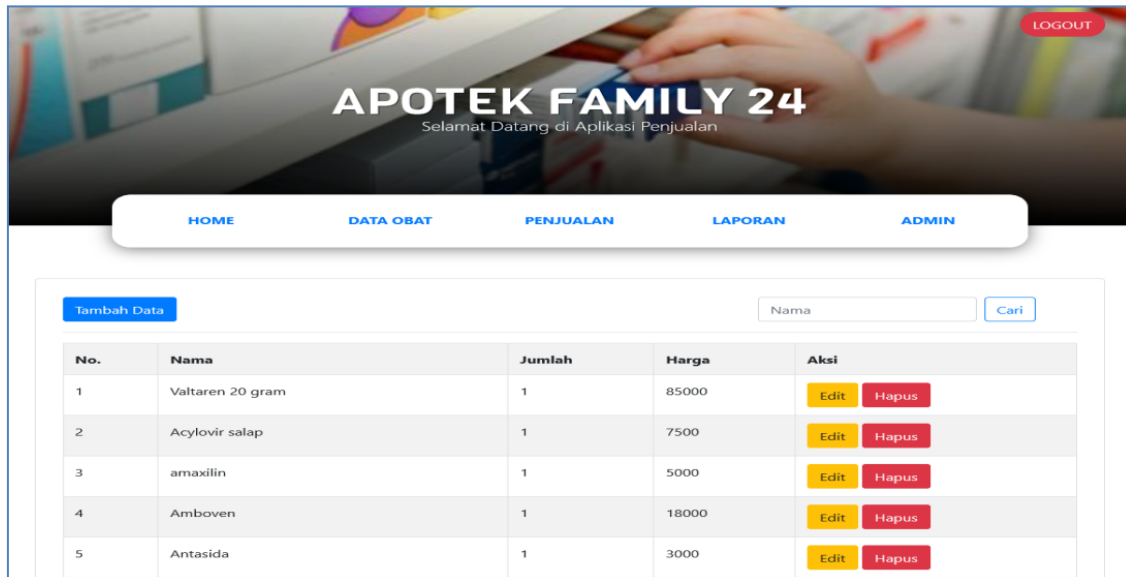 LOGOUT
APOTEK FAMILY 24
Selamat Datang di Aplikasi Penjualan
HOME DATA OBAT PENJUALAN LAPORAN ADMIN
Tambah Data Nama Cari
No. Nama Jumlah Harga Aksi
1 Valtaren 20 gram 1 85000 Edit Hapus
2 Acylovir salap 1 7500 Edit Hapus
3 amaxilin 1 5000 Edit Hapus
4 Amboven 1 18000 Edit Hapus
5 Antasida 1 3000 Edit Hapus